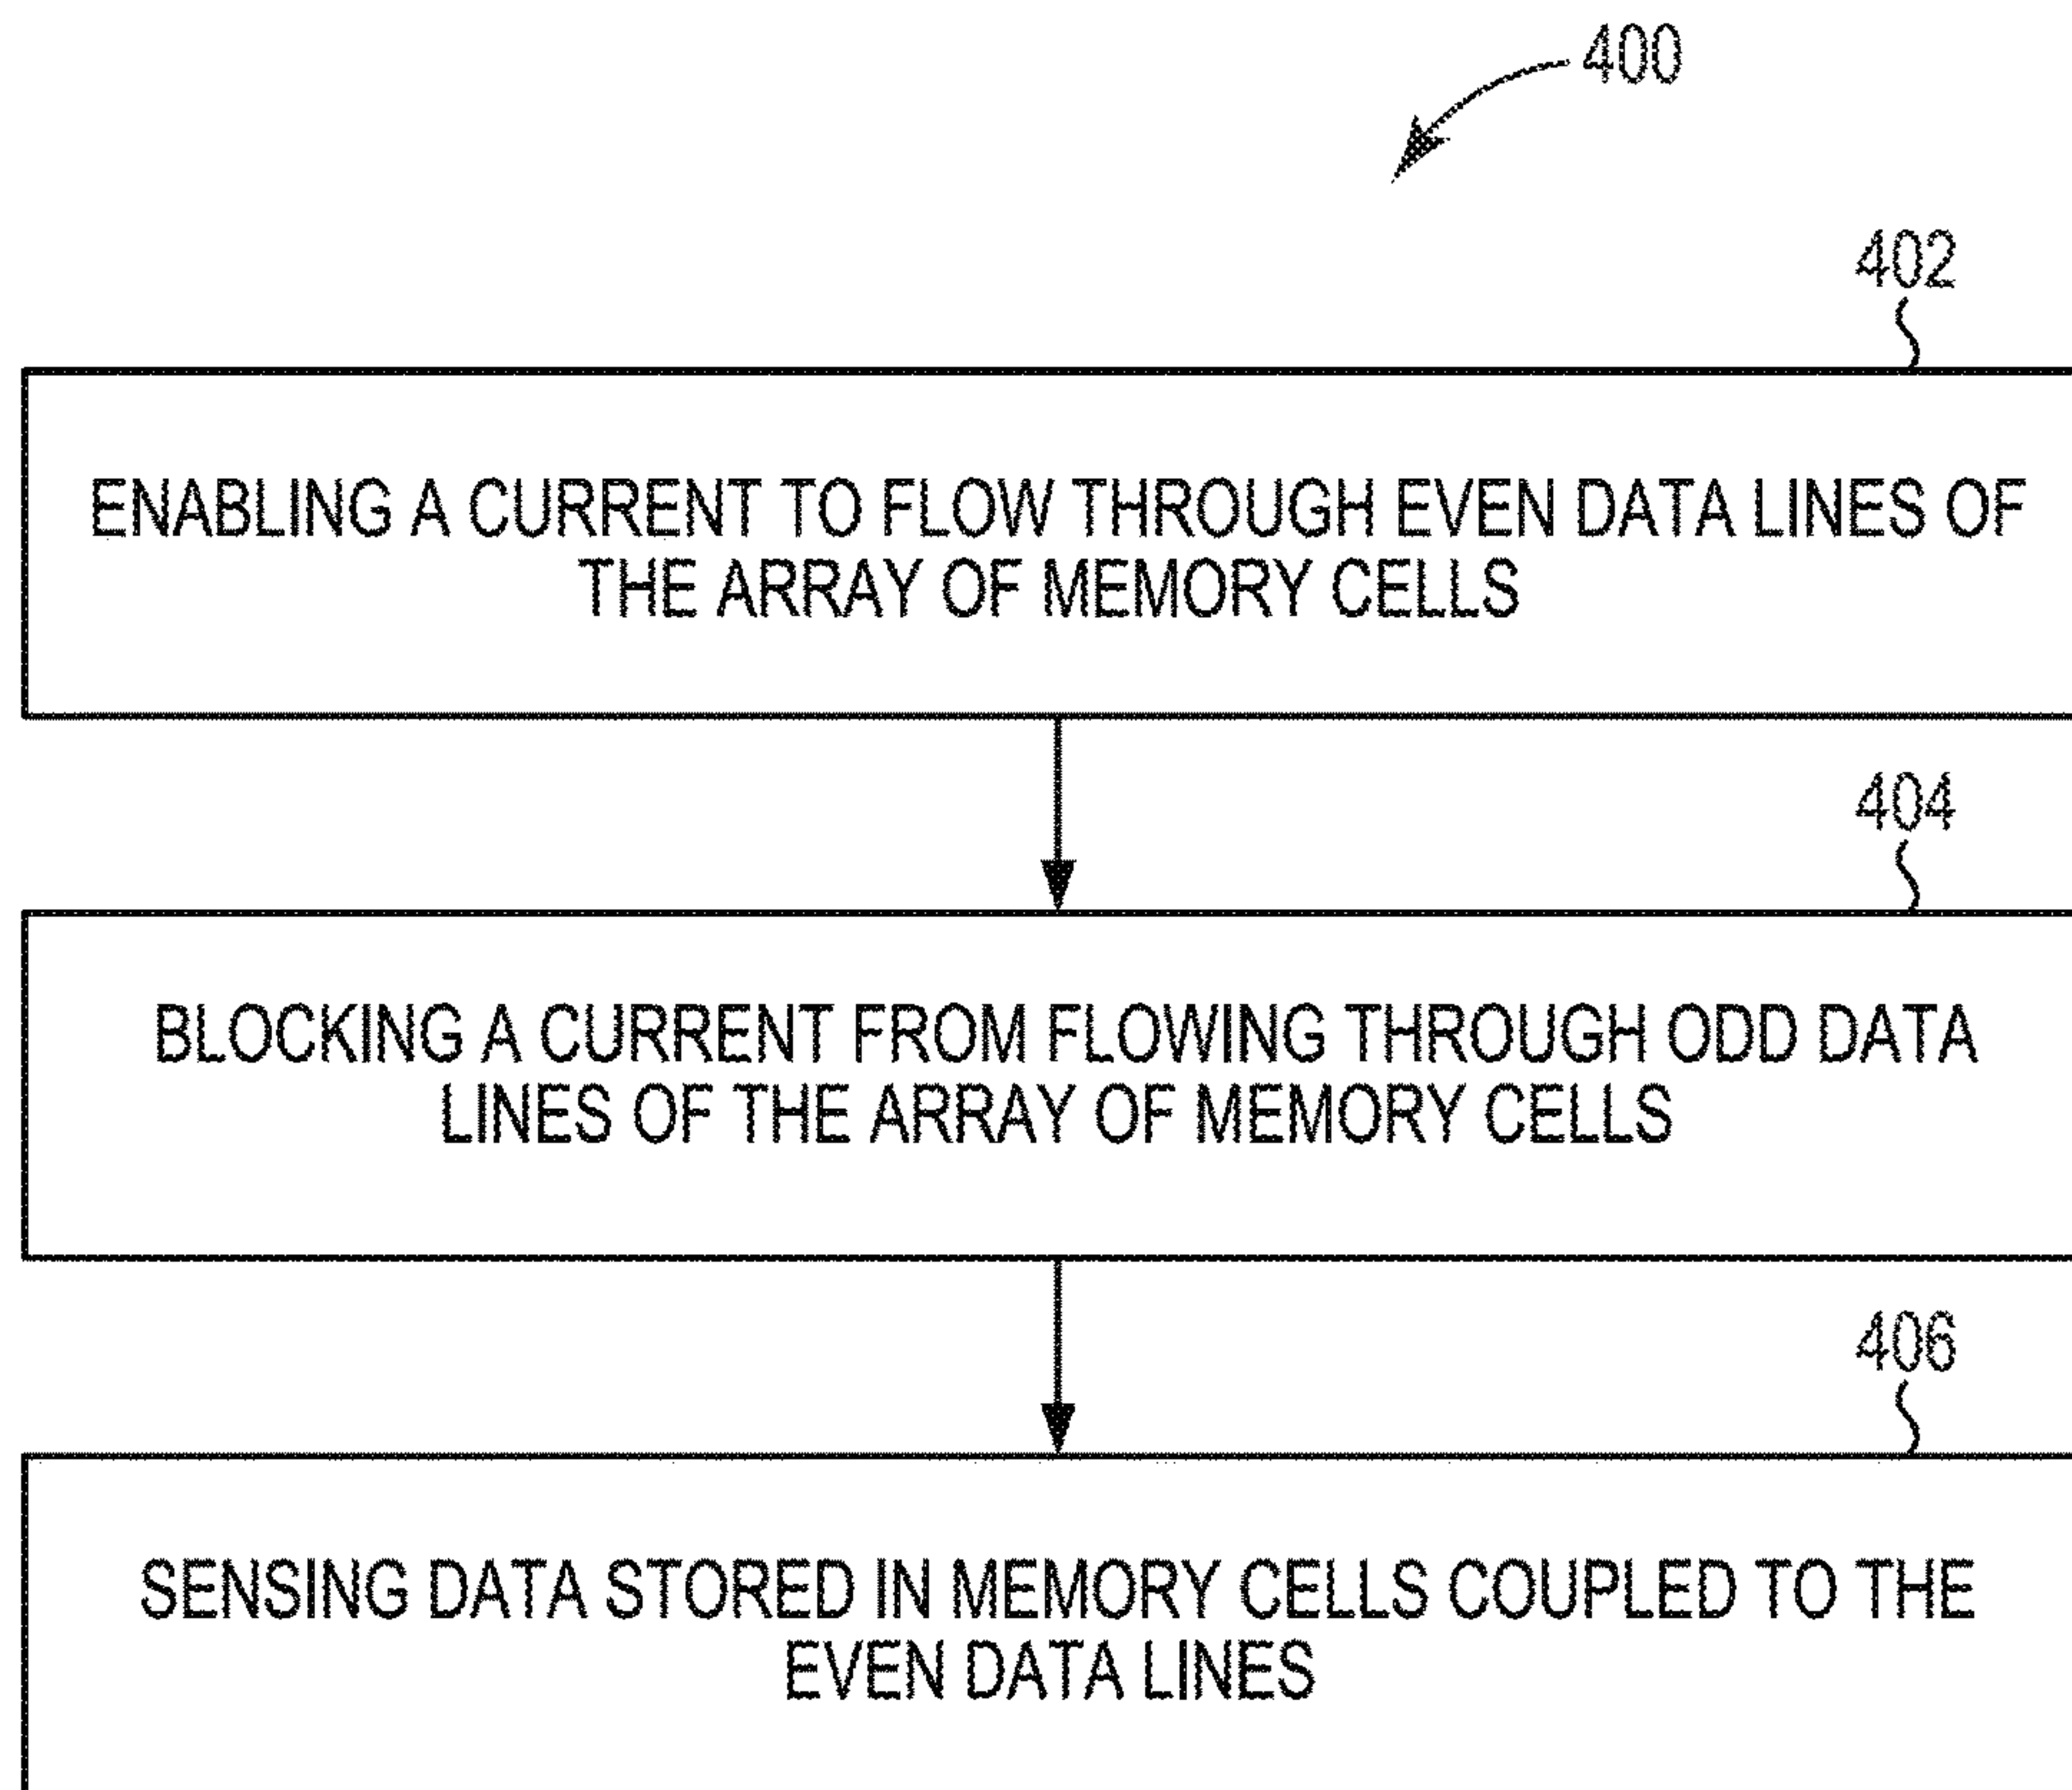 400
402
ENABLING A CURRENT TO FLOW THROUGH EVEN DATA LINES OF
THE ARRAY OF MEMORY CELLS
404
BLOCKING A CURRENT FROM FLOWING THROUGH ODD DATA
LINES OF THE ARRAY OF MEMORY CELLS
406
SENSING DATA STORED IN MEMORY CELLS COUPLED TO THE
EVEN DATA LINES